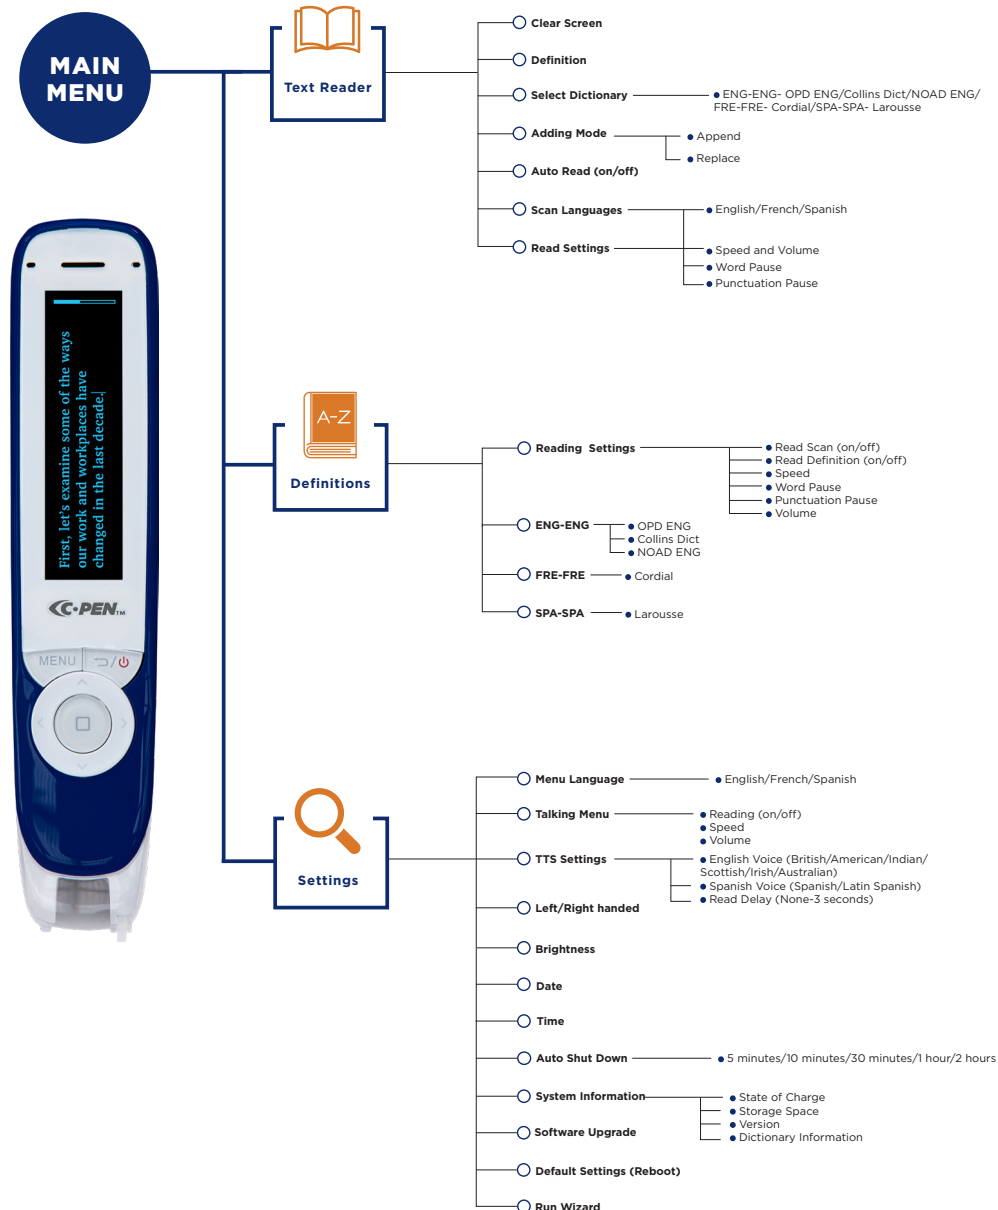 MAIN
MENU
Text Reader
Clear Screen
Definition
Select Dictionary
ENG-ENG- OPD ENG/Collins Dict/NOAD ENG/
FRE-FRE- Cordial/SPA-SPA- Larousse
Adding Mode
Append
Replace
Auto Read (on/off)
Scan Languages
English/French/Spanish
Read Settings
Speed and Volume
Word Pause
Punctuation Pause
First, let's examine some of the ways
our work and workplaces have
changed in the last decade.
C·PEN™
MENU
A-Z
Definitions
Reading Settings
Read Scan (on/off)
Read Definition (on/off)
Speed
Word Pause
Punctuation Pause
Volume
ENG-ENG
OPD ENG
Collins Dict
NOAD ENG
FRE-FRE
Cordial
SPA-SPA
Larousse
Settings
Menu Language
English/French/Spanish
Talking Menu
Reading (on/off)
Speed
Volume
TTS Settings
English Voice (British/American/Indian/
Scottish/Irish/Australian)
Spanish Voice (Spanish/Latin Spanish)
Read Delay (None-3 seconds)
Left/Right handed
Brightness
Date
Time
Auto Shut Down
5 minutes/10 minutes/30 minutes/1 hour/2 hours
System Information
State of Charge
Storage Space
Version
Dictionary Information
Software Upgrade
Default Settings (Reboot)
Run Wizard